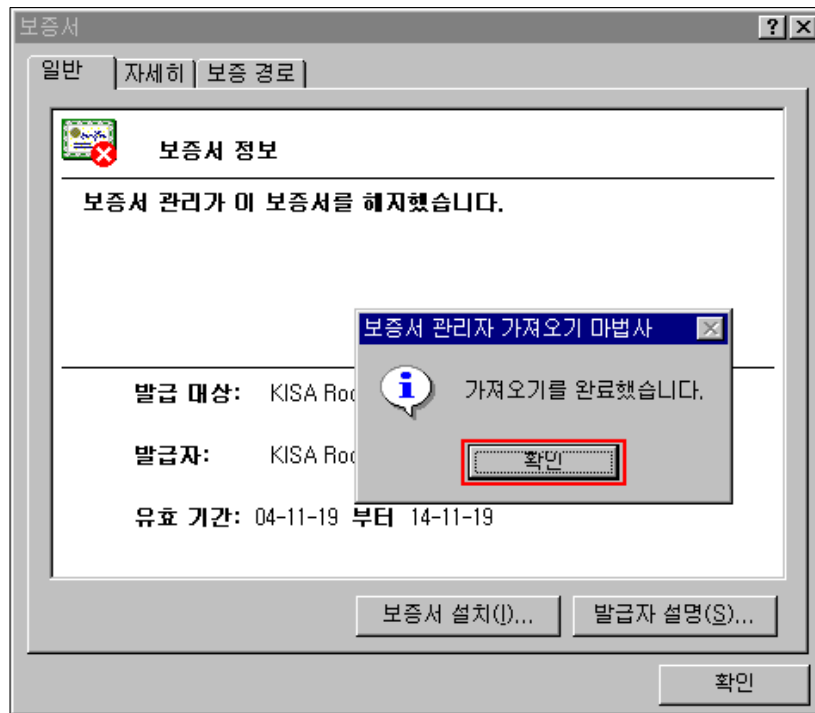 보증서
일반 자세히 보증 경로
보증서 정보
보증서 관리가 이 보증서를 해지했습니다.
보증서 관리자 가져오기 마법사
가져오기를 완료했습니다.
확인
발급 대상: KISA
발급자: KISA
유효 기간: 04-11-19 부터 14-11-19
보증서 설치(I)... 발급자 설명(S)...
확인